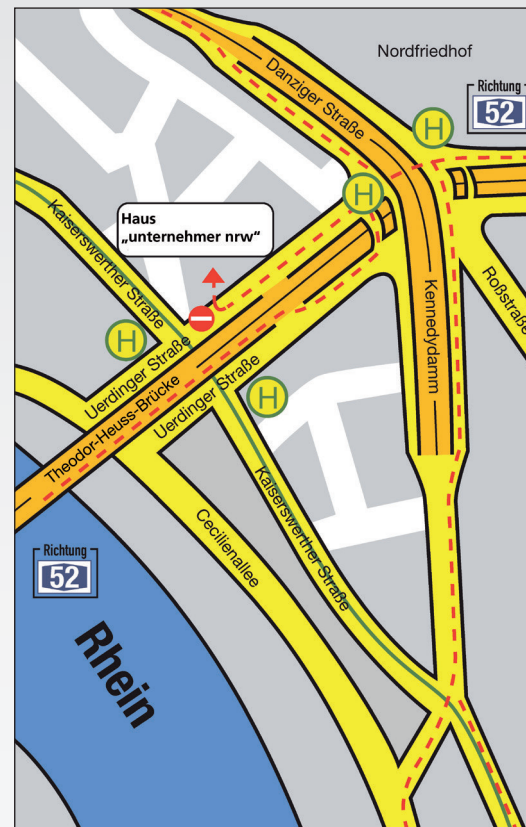 Nordfriedhof
Richtung
52
Danziger Straße
H
H
Haus
„unternehmer nrw“
Kaiserswerther Straße
Kennedydamm
Roßstraße
H
Uerdinger Straße
Theodor-Heuss-Brücke
Uerdinger Straße
H
Kaiserswerther Straße
Cecilienallee
Richtung
52
Rhein